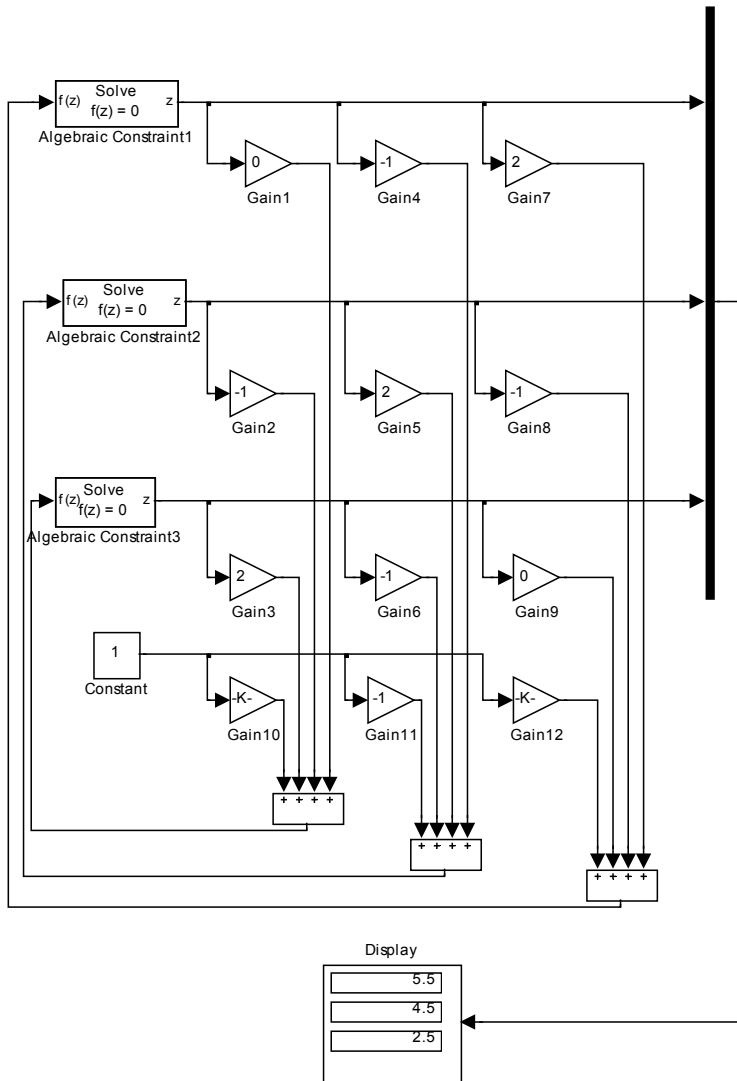 Solve
f(z) z
f(z) = 0
Algebraic Constraint1
0
-1
2
Gain1
Gain4
Gain7
Solve
f(z) z
f(z) = 0
Algebraic Constraint2
-1
2
-1
Gain2
Gain5
Gain8
Solve
f(z) z
f(z) = 0
Algebraic Constraint3
2
-1
0
Gain3
Gain6
Gain9
1
Constant
-K-
-1
-K-
Gain10
Gain11
Gain12
+ + + +
+ + + +
+ + + +
Display
5.5
4.5
2.5